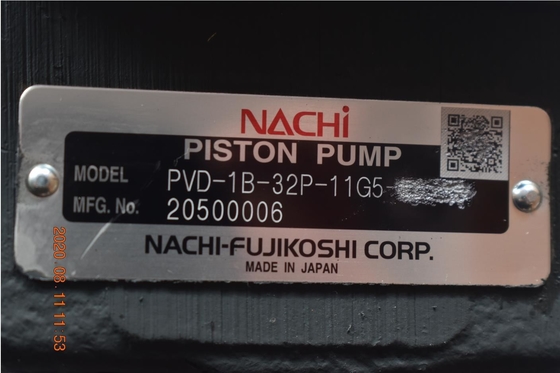 NACHi
PISTON PUMP
MODEL PVD-1B-32P-11G5-
MFG. No. 20500006
NACHI-FUJIKOSHI CORP.
MADE IN JAPAN
2020.08.11 11:53